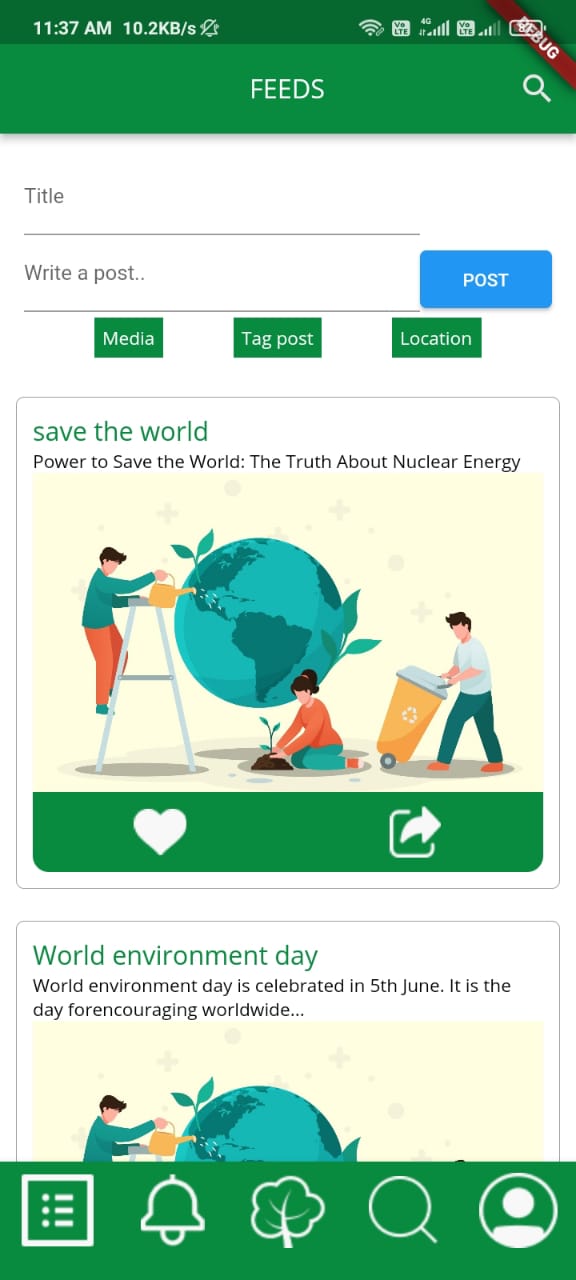 11:37 AM 10.2KB/s
Vo LTE 4G Vo LTE 87
DEBUG
FEEDS
Title
Write a post..
POST
Media Tag post Location
save the world
Power to Save the World: The Truth About Nuclear Energy
World environment day
World environment day is celebrated in 5th June. It is the
day forencouraging worldwide...